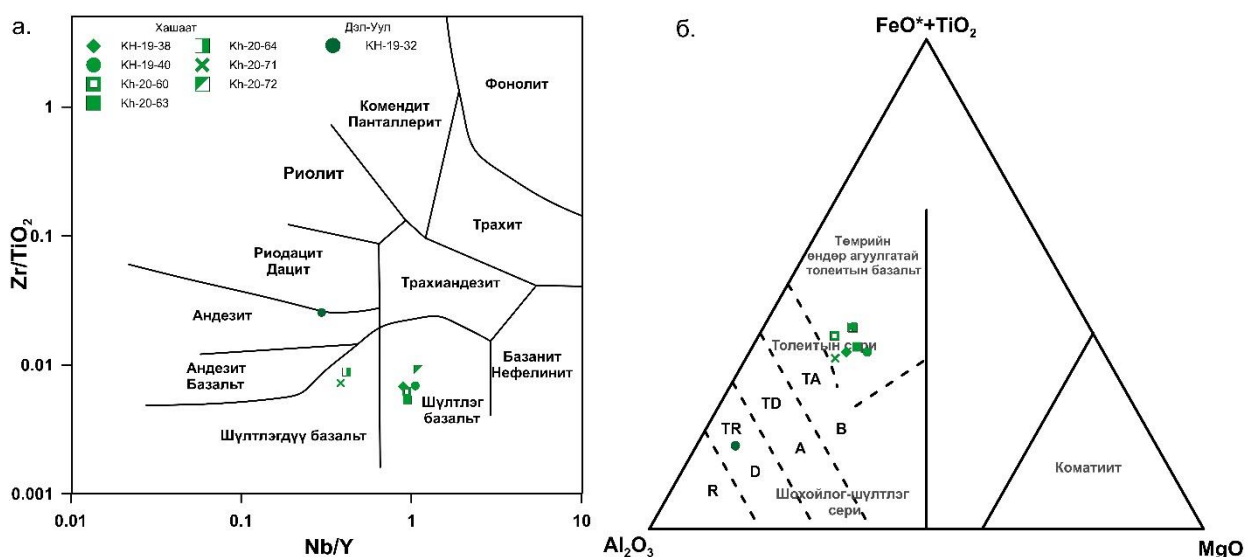 а.
Хашаат
Дэл-Уул
KH-19-38
Kh-20-64
KH-19-32
KH-19-40
Kh-20-71
Kh-20-60
Kh-20-72
Kh-20-63
Фонолит
Комендит
Панталлерит
Риолит
Трахит
Риодацит
Дацит
Трахиандезит
Андезит
Андезит
Базальт
Базанит
Нефелинит
Шүлтлэг
базальт
Шүлтлэгдүү базальт
1
0.1
0.01
0.001
Zr/TiO₂
0.01
0.1
1
10
Nb/Y
б.
FeO*+TiO₂
Төмрийн
өндөр агуулгатай
толеитын базальт
Толеитын сери
TA
TD
B
TR
A
D
R
Коматиит
Шохойлог-шүлтлэг
сери
Al₂O₃
MgO